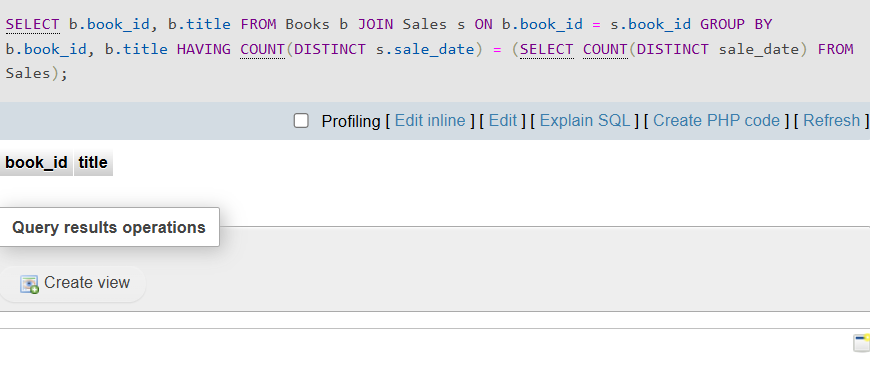 SELECT b.book_id, b.title FROM Books b JOIN Sales s ON b.book_id = s.book_id GROUP BY
b.book_id, b.title HAVING COUNT(DISTINCT s.sale_date) = (SELECT COUNT(DISTINCT sale_date) FROM
Sales);
Profiling [ Edit inline ] [ Edit ] [ Explain SQL ] [ Create PHP code ] [ Refresh ]
book_id title
Query results operations
Create view